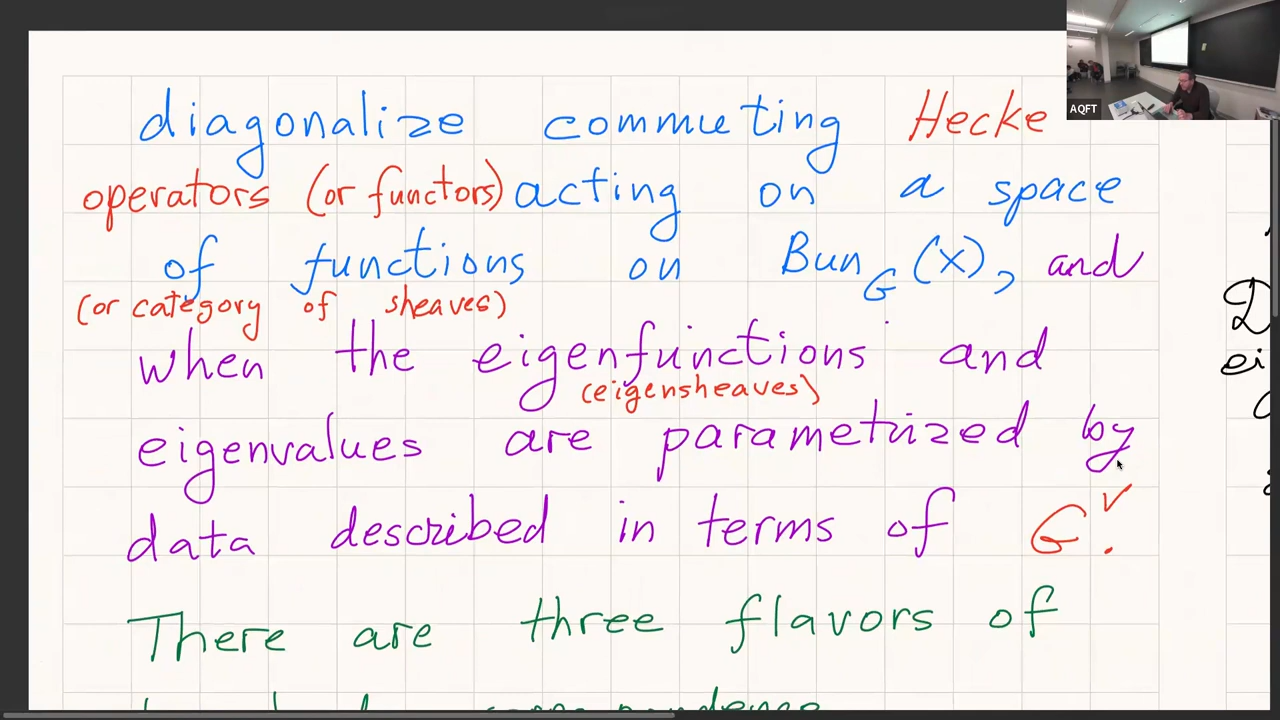 diagonalize commuting Hecke
operators (or functors) acting on a space
of functions on Bun_G (X), and
(or category of sheaves)
when the eigenfunctions and
(eigensheaves)
eigenvalues are parametrized by
data described in terms of G^∨.
There are three flavors of
AQFT